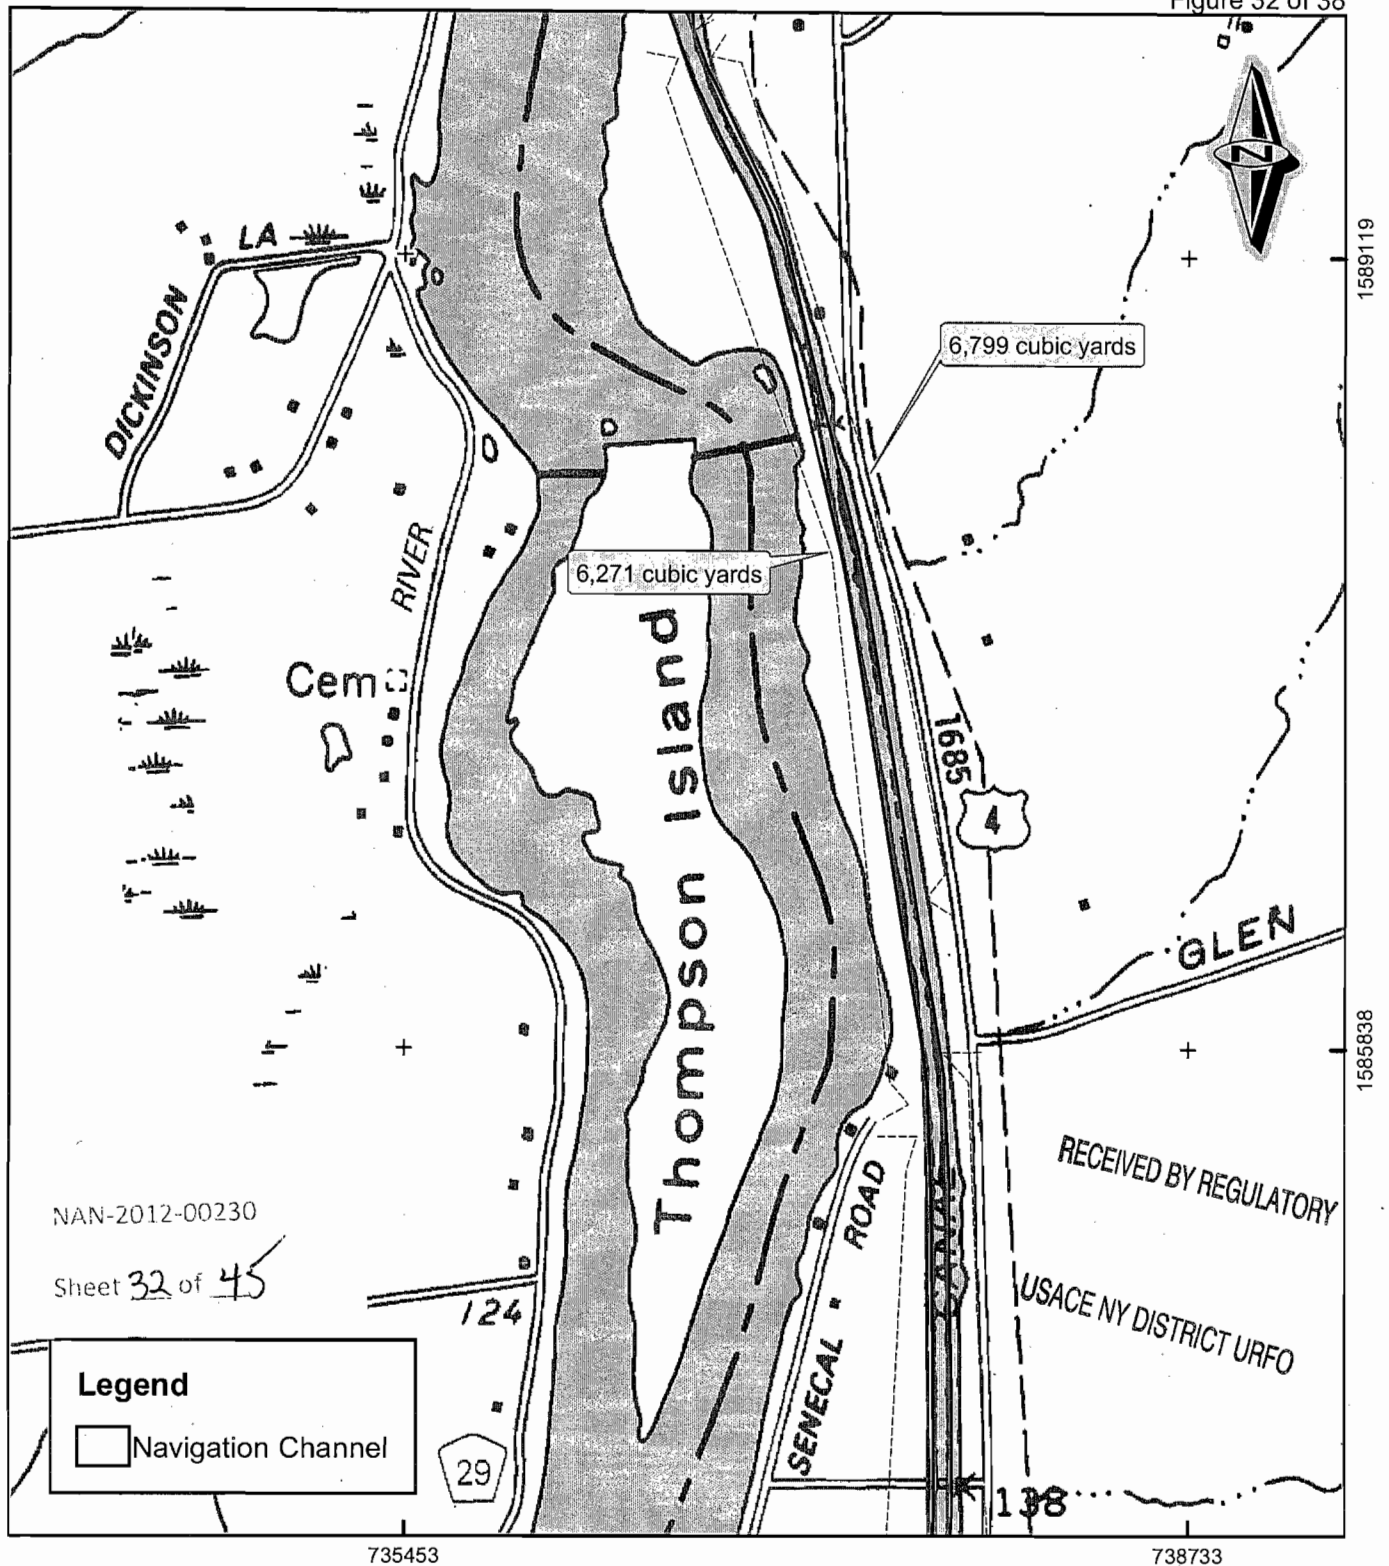 Figure 32 of 38
N
1589119
LA
DICKINSON
6,799 cubic yards
RIVER
6,271 cubic yards
Thompson Island
Cem
1685
4
GLEN
1585838
RECEIVED BY REGULATORY
NAN-2012-00230
ROAD
CANAL
Sheet 32 of 45
USACE NY DISTRICT URFO
124
SENECAL
Legend
Navigation Channel
29
138
735453
738733